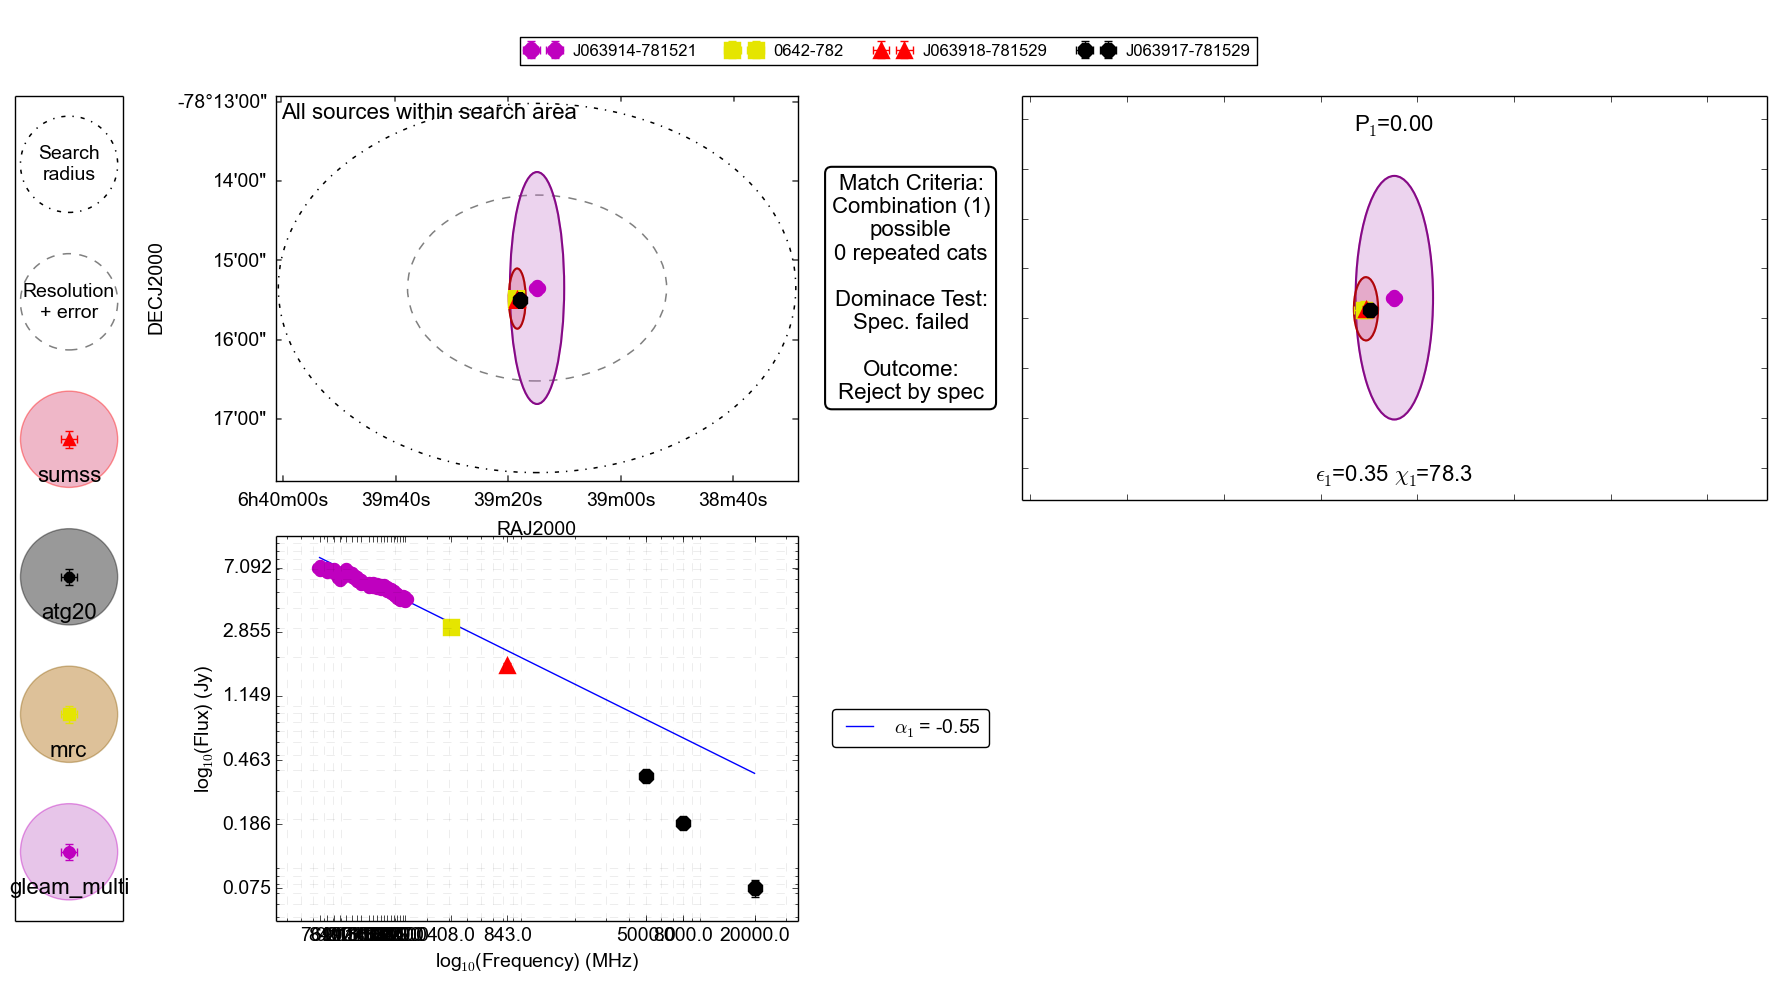 J063914-781521 0642-782 J063918-781529 J063917-781529
Search
radius
Resolution
+ error
sumss
atg20
mrc
gleam_multi
All sources within search area
DECJ2000
-78°13'00"
14'00"
15'00"
16'00"
17'00"
6h40m00s 39m40s 39m20s 39m00s 38m40s
RAJ2000
Match Criteria:
Combination (1)
possible
0 repeated cats
Dominace Test:
Spec. failed
Outcome:
Reject by spec
P₁=0.00
ϵ₁=0.35 χ₁=78.3
log₁₀(Flux) (Jy)
7.092
2.855
1.149
0.463
0.186
0.075
408.0 843.0 5000.0 8000.0 20000.0
log₁₀(Frequency) (MHz)
α₁ = -0.55